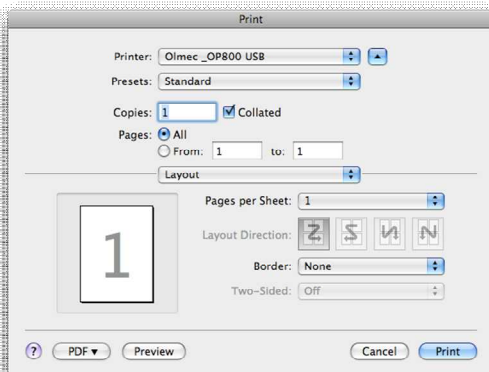 Print
Printer: Olmec _OP800 USB
Presets: Standard
Copies: 1 Collated
Pages: All
From: 1 to: 1
Layout
Pages per Sheet: 1
Layout Direction:
Border: None
Two-Sided: Off
1
? PDF ▼ Preview Cancel Print